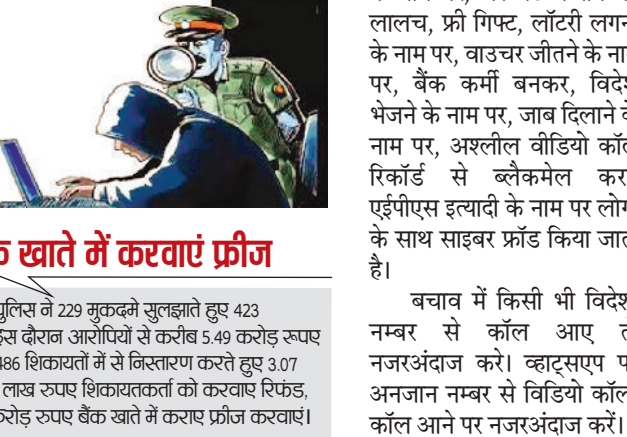 खाते में करवाएं फ्रीज
पुलिस ने 229 मुकदमे सुलझाते हुए 423
इस दौरान आरोपियों से करीब 5.49 करोड़ रूपए
486 शिकायतों में से निस्तारण करते हुए 3.07
लाख रुपए शिकायतकर्ता को करवाए रिफंड,
करोड़ रुपए बैंक खाते में कराए फ्रीज करवाएं।
लालच, फ्री गिफ्ट, लॉटरी
के नाम पर, वाउचर जीतने के
पर, बैंक कर्मी बनकर,
भेजने के नाम पर, जाब दिलाने
नाम पर, अश्लील वीडियो
रिकॉर्ड से ब्लैकमेल
एईपीएस इत्यादी के नाम पर
के साथ साइबर फ्रॉड किया
है।
बचाव में किसी भी
नम्बर से कॉल आए
नजरअंदाज करे। व्हाट्सएप
अनजान नम्बर से विडियो
कॉल आने पर नजरअंदाज करें।